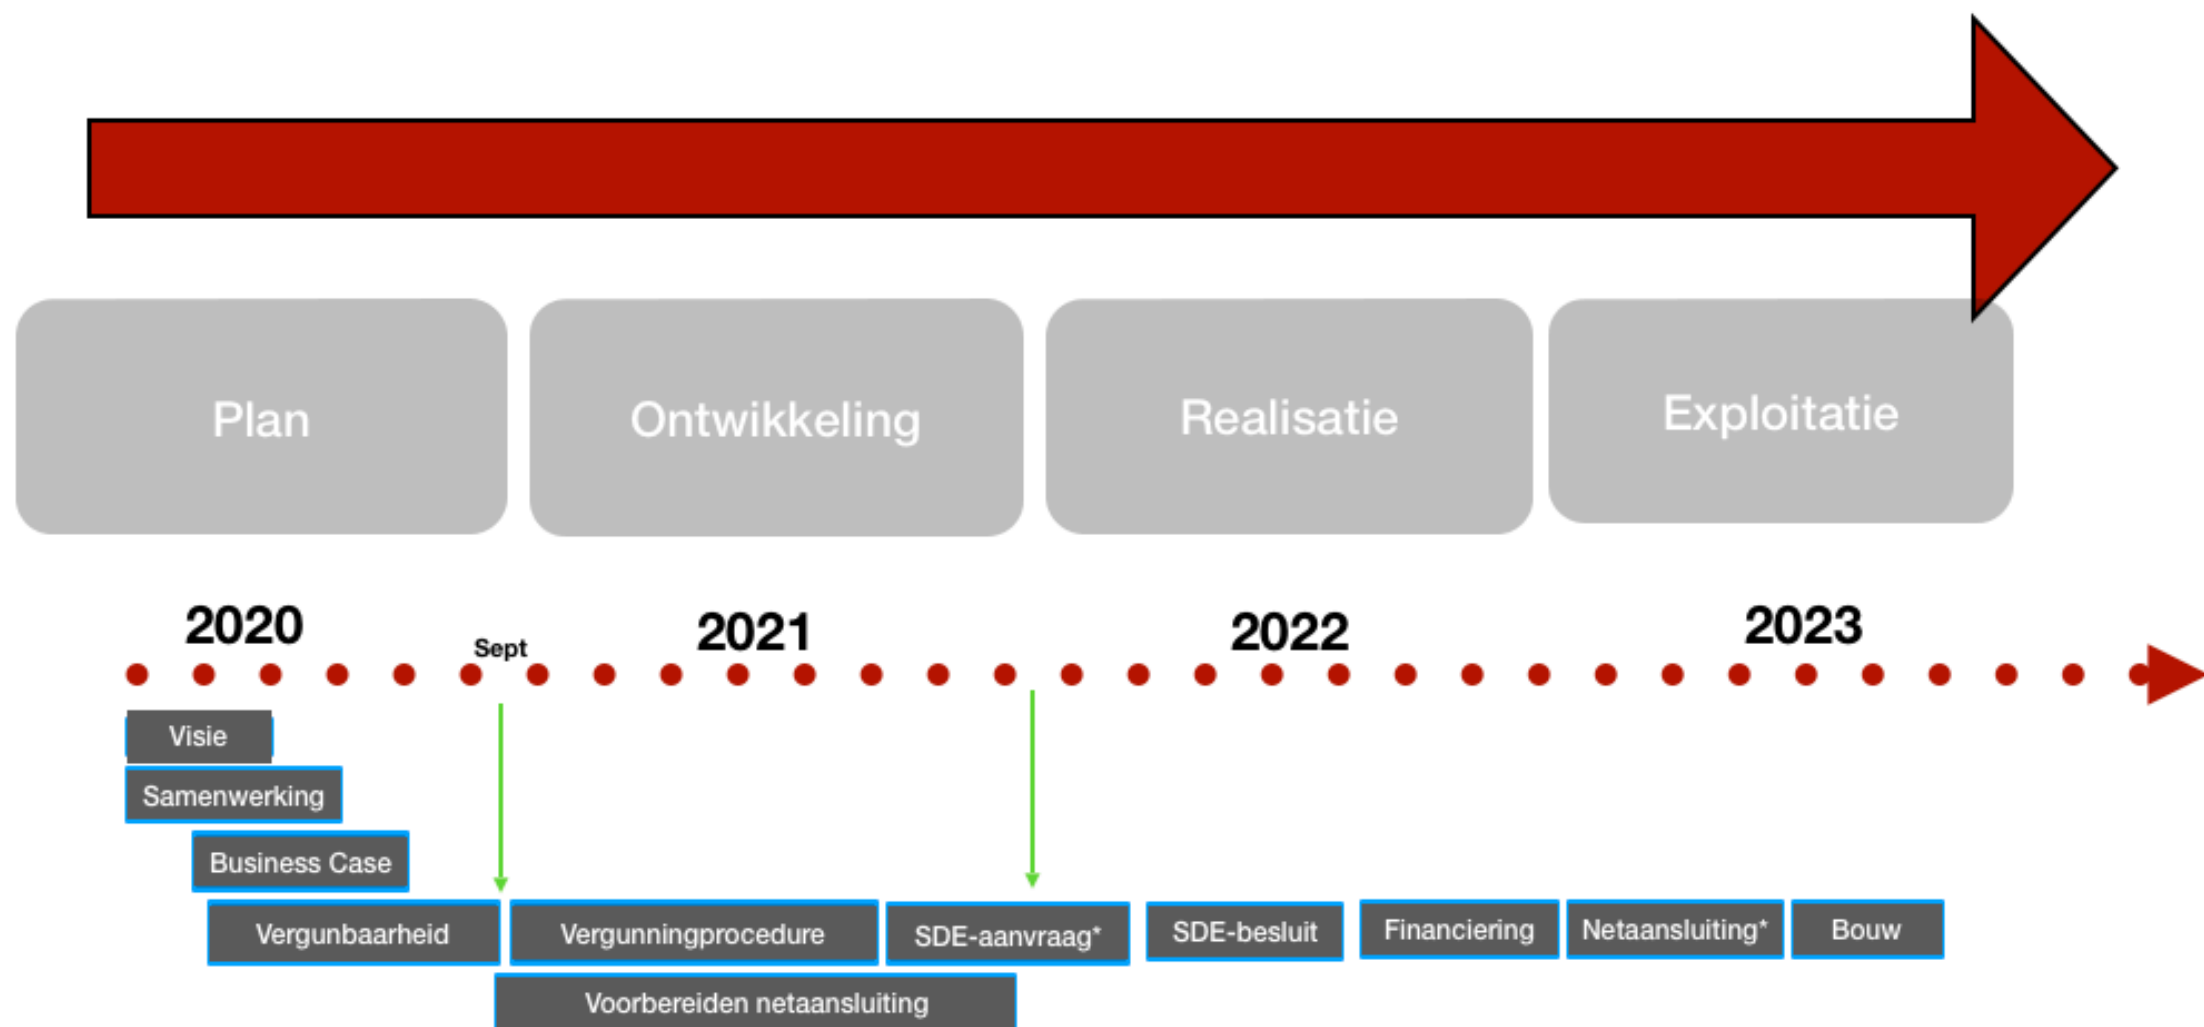 Plan
Ontwikkeling
Realisatie
Exploitatie
2020
Sept
2021
2022
2023
Visie
Samenwerking
Business Case
Vergunbaarheid
Vergunningprocedure
SDE-aanvraag*
SDE-besluit
Financiering
Netaansluiting*
Bouw
Voorbereiden netaansluiting